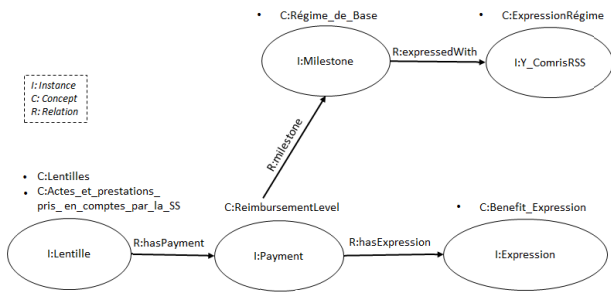 • C:Régime_de_Base
• C:ExpressionRégime
I:Milestone
R:expressedWith
I:Y_ComrisRSS
I: Instance
C: Concept
R: Relation
R:milestone
• C:Lentilles
• C:Actes_et_prestations_
pris_ en_comptes_par_la_SS
C:ReimbursementLevel
• C:Benefit_Expression
I:Lentille
R:hasPayment
I:Payment
R:hasExpression
I:Expression